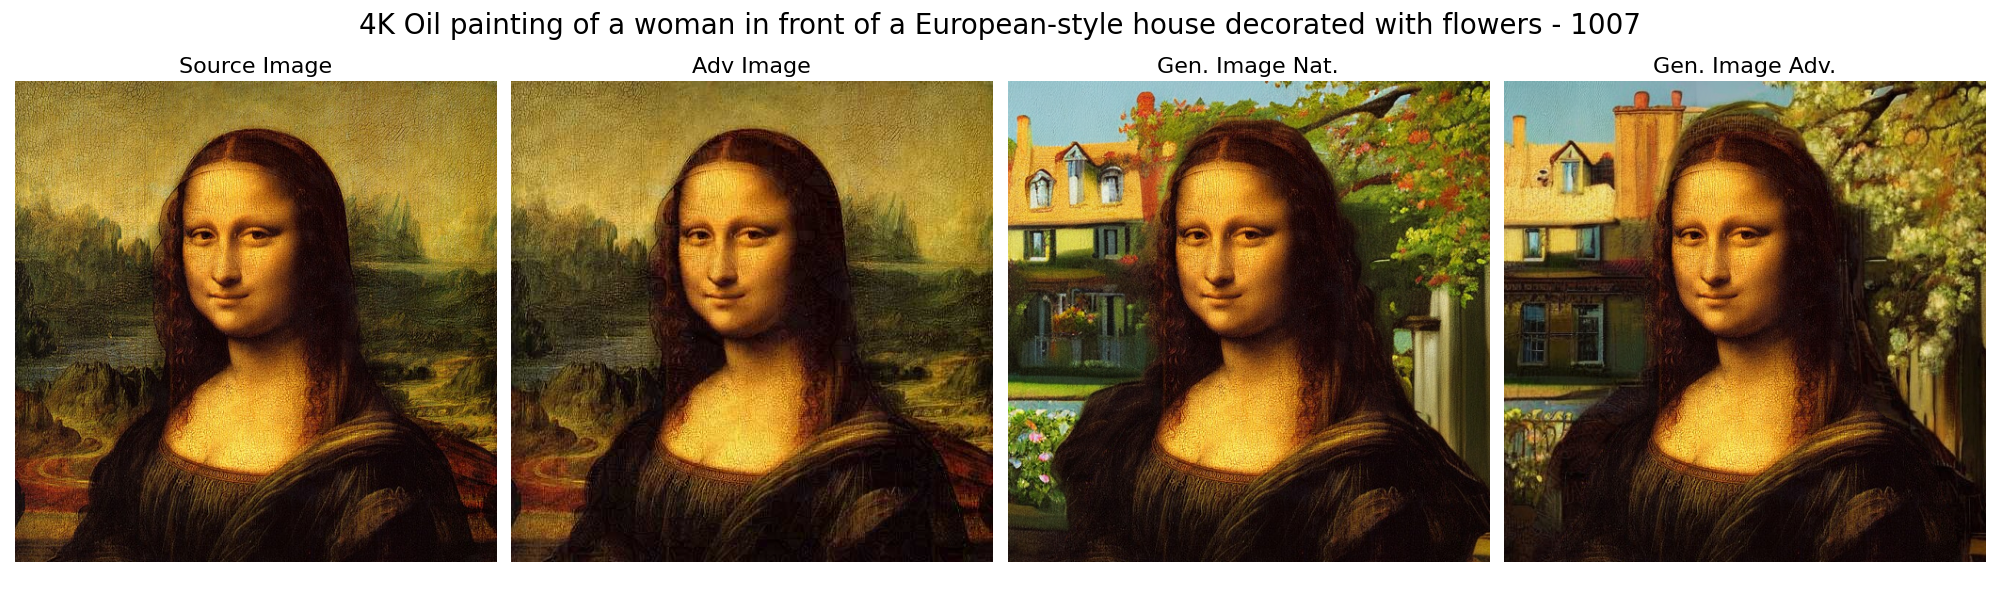 4K Oil painting of a woman in front of a European-style house decorated with flowers - 1007
Source Image
Adv Image
Gen. Image Nat.
Gen. Image Adv.